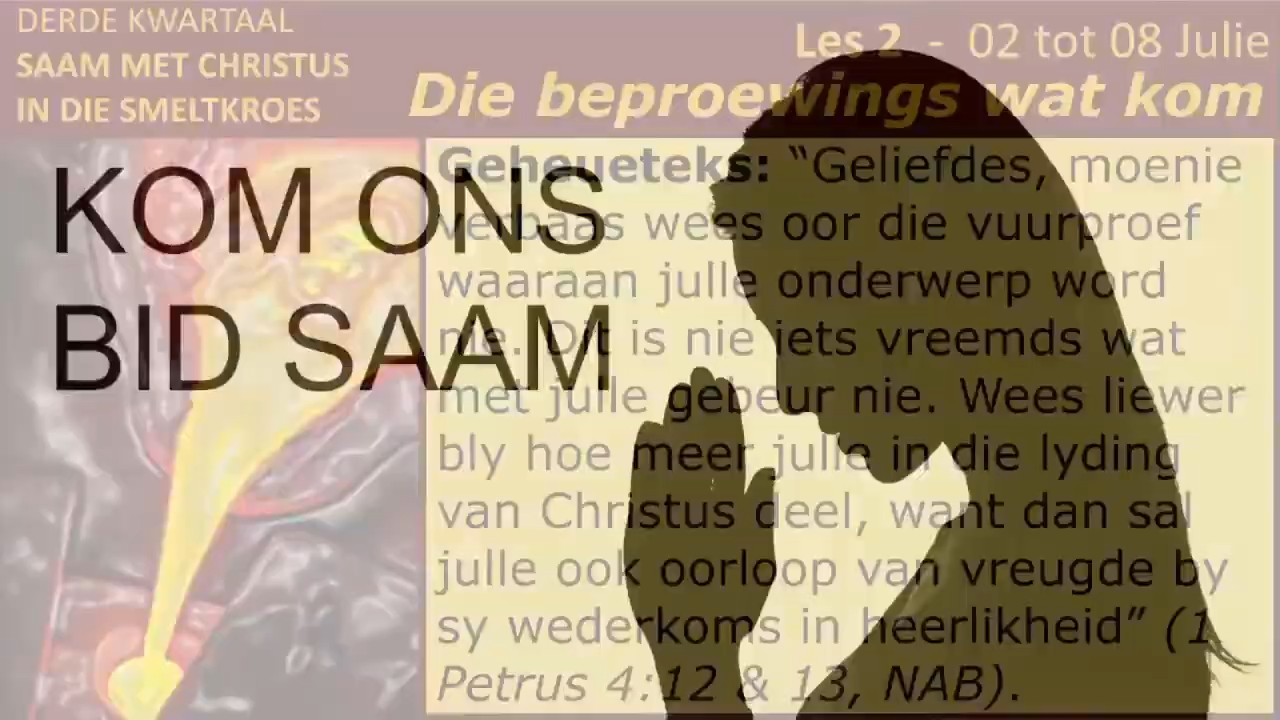 DERDE KWARTAAL
SAAM MET CHRISTUS
IN DIE SMELTKROES
Les 2 - 02 tot 08 Julie
Die beproewings wat kom
KOM ONS
BID SAAM
Geheueteks: “Geliefdes, moenie
verbaas wees oor die vuurproef
waaraan julle onderwerp word
nie. Dit is nie iets vreemds wat
met julle gebeur nie. Wees liewer
bly hoe meer julle in die lyding
van Christus deel, want dan sal
julle ook oorloop van vreugde by
sy wederkoms in heerlikheid” (1
Petrus 4:12 & 13, NAB).